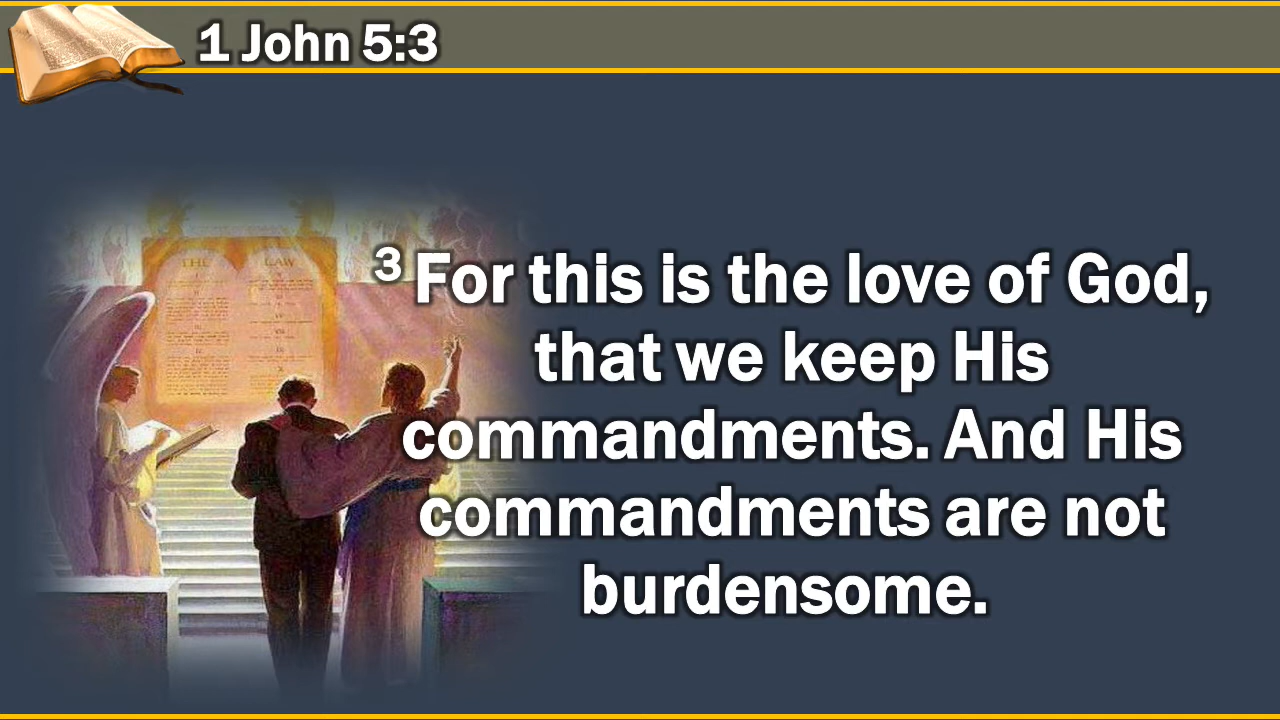 1 John 5:3
THE LAW
3 For this is the love of God,
that we keep His
commandments. And His
commandments are not
burdensome.